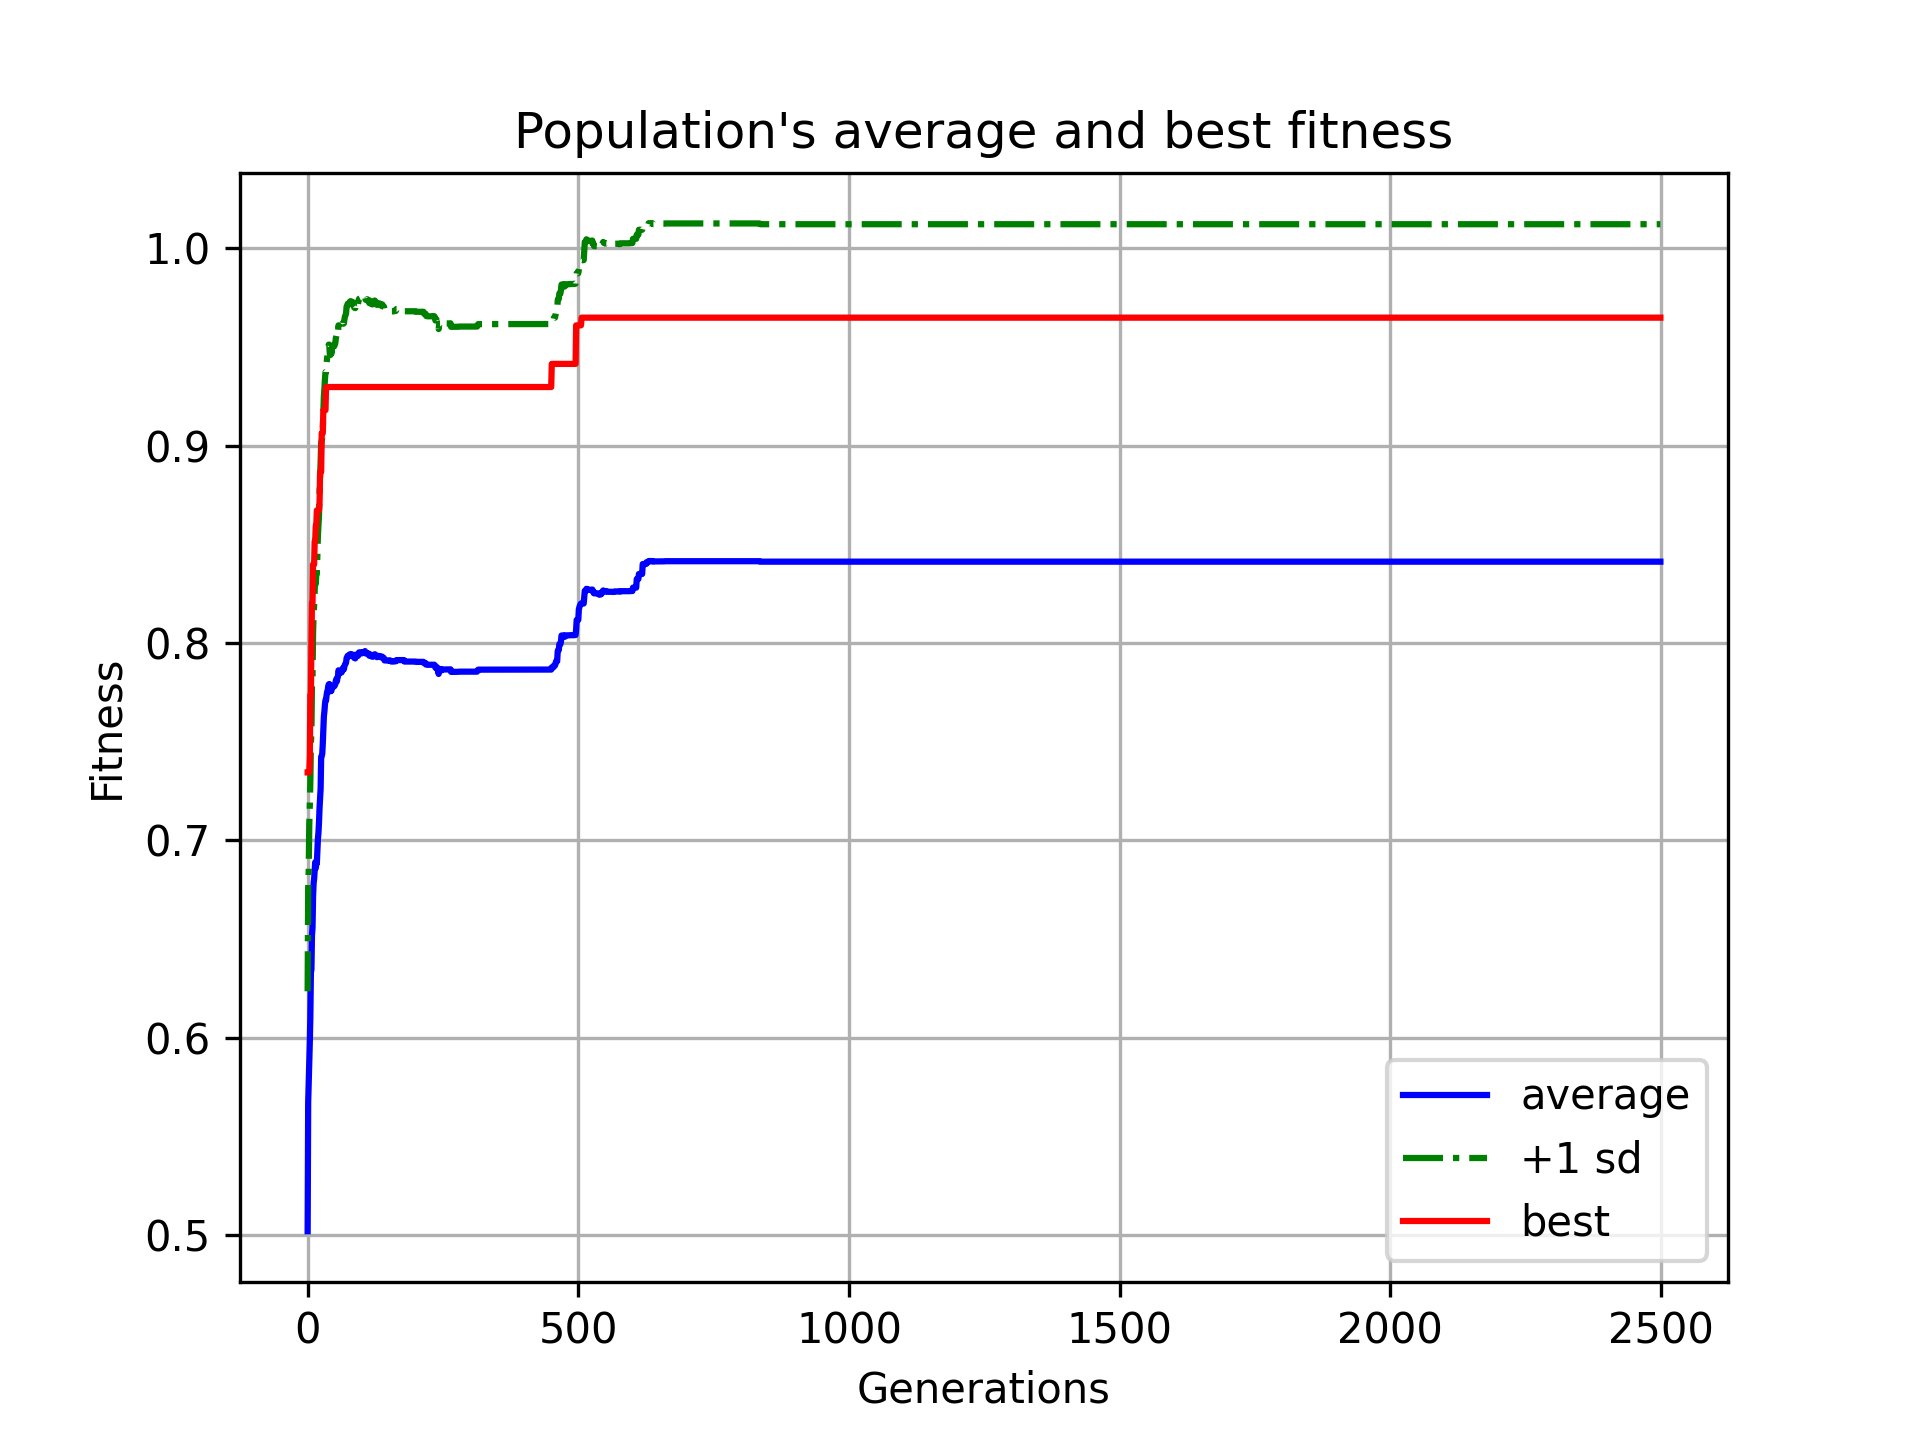 Population's average and best fitness
1.0
0.9
0.8
0.7
0.6
0.5
Fitness
0 500 1000 1500 2000 2500
Generations
average
+1 sd
best